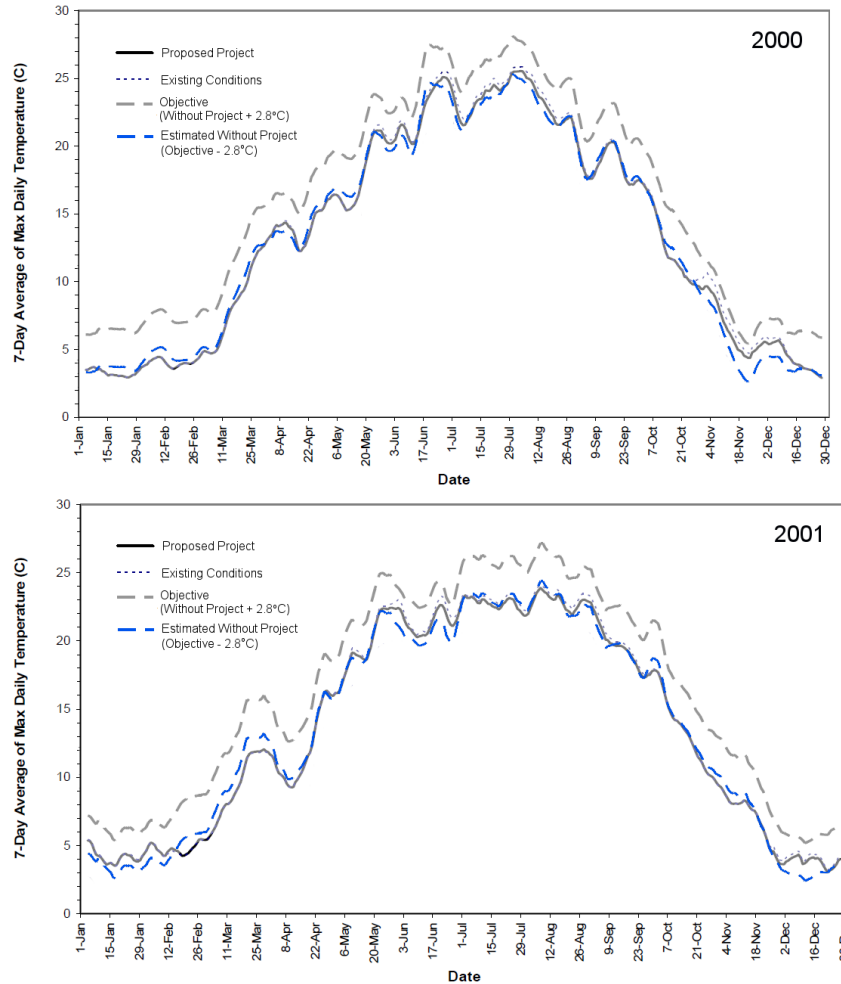 30
2000
Proposed Project
Existing Conditions
Objective
(Without Project + 2.8°C)
Estimated Without Project
(Objective - 2.8°C)
25
20
15
10
5
0
7-Day Average of Max Daily Temperature (C)
1-Jan
15-Jan
29-Jan
12-Feb
26-Feb
11-Mar
25-Mar
8-Apr
22-Apr
6-May
20-May
3-Jun
17-Jun
1-Jul
15-Jul
29-Jul
12-Aug
26-Aug
9-Sep
23-Sep
7-Oct
21-Oct
4-Nov
18-Nov
2-Dec
16-Dec
30-Dec
Date
30
2001
Proposed Project
Existing Conditions
Objective
(Without Project + 2.8°C)
Estimated Without Project
(Objective - 2.8°C)
25
20
15
10
5
0
7-Day Average of Max Daily Temperature (C)
1-Jan
15-Jan
29-Jan
12-Feb
26-Feb
11-Mar
25-Mar
8-Apr
22-Apr
6-May
20-May
3-Jun
17-Jun
1-Jul
15-Jul
29-Jul
12-Aug
26-Aug
9-Sep
23-Sep
7-Oct
21-Oct
4-Nov
18-Nov
2-Dec
16-Dec
Date